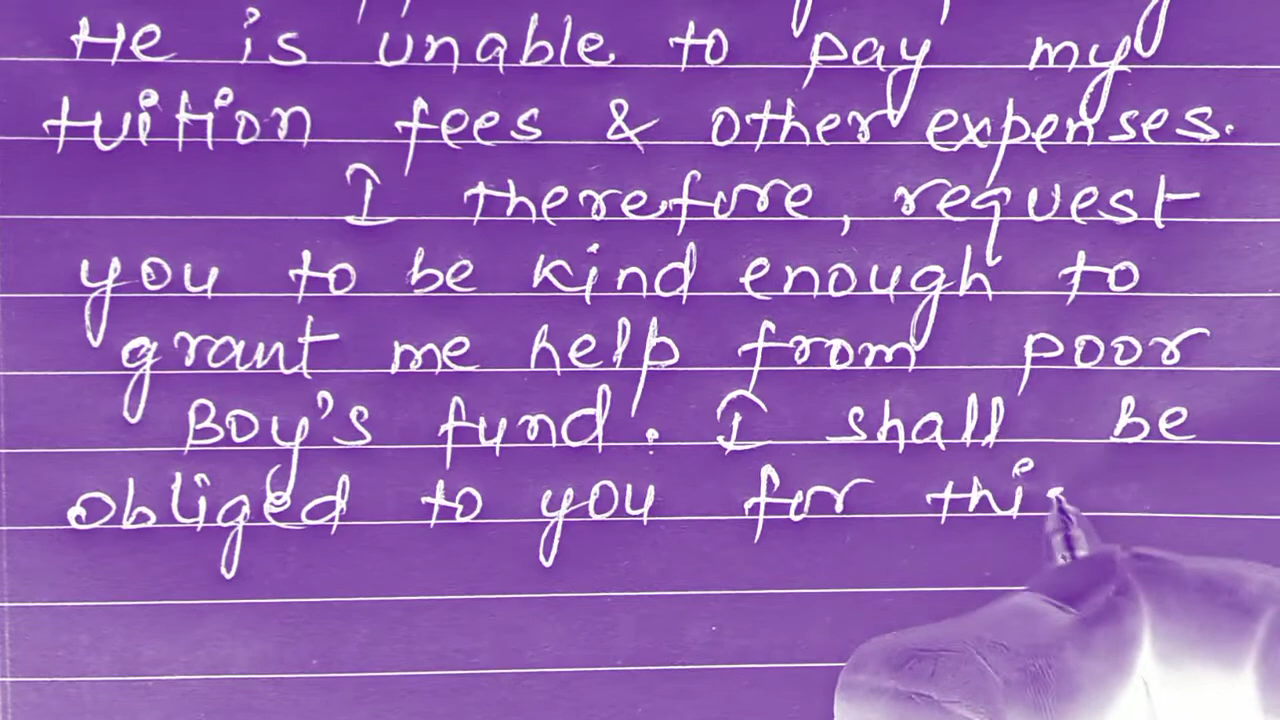 He is unable to pay my
tuition fees & other expenses.
I therefore, request
you to be kind enough to
grant me help from poor
Boy's fund. I shall be
obliged to you for thi